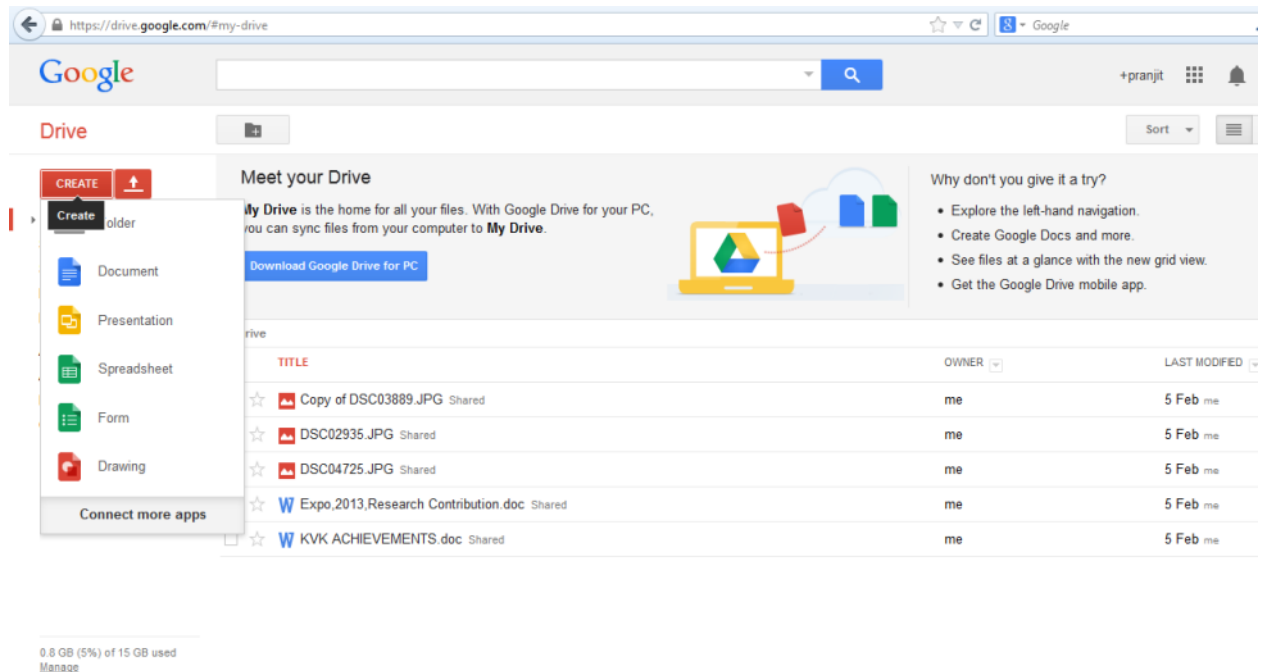 https://drive.google.com/#my-drive
Google
Google
+pranjit
Drive
Sort
CREATE
Create
older
Document
Presentation
Spreadsheet
Form
Drawing
Connect more apps
Meet your Drive
My Drive is the home for all your files. With Google Drive for your PC,
you can sync files from your computer to My Drive.
Download Google Drive for PC
Why don't you give it a try?
• Explore the left-hand navigation.
• Create Google Docs and more.
• See files at a glance with the new grid view.
• Get the Google Drive mobile app.
rive
TITLE OWNER LAST MODIFIED
Copy of DSC03889.JPG Shared me 5 Feb me
DSC02935.JPG Shared me 5 Feb me
DSC04725.JPG Shared me 5 Feb me
Expo,2013,Research Contribution.doc Shared me 5 Feb me
KVK ACHIEVEMENTS.doc Shared me 5 Feb me
0.8 GB (5%) of 15 GB used
Manage